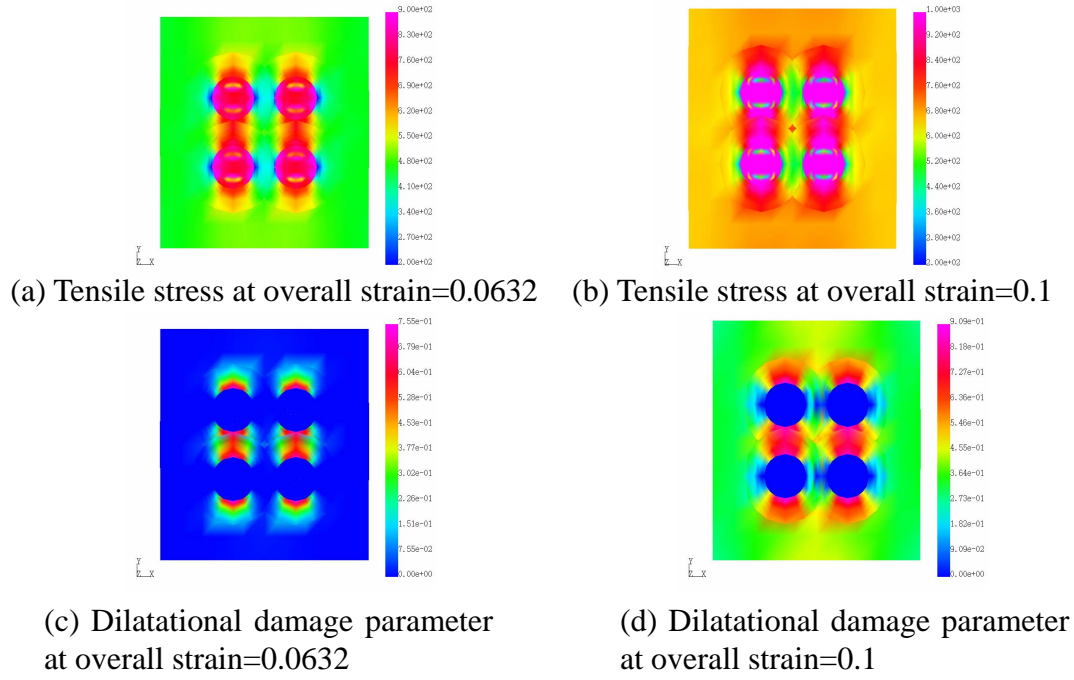 9.00e+02
8.30e+02
7.60e+02
6.90e+02
6.20e+02
5.50e+02
4.80e+02
4.10e+02
3.40e+02
2.70e+02
2.00e+02
Y
Z X
1.00e+03
9.20e+02
8.40e+02
7.60e+02
6.80e+02
6.00e+02
5.20e+02
4.40e+02
3.60e+02
2.80e+02
2.00e+02
Y
Z X
(a) Tensile stress at overall strain=0.0632
(b) Tensile stress at overall strain=0.1
7.55e-01
6.79e-01
6.04e-01
5.28e-01
4.53e-01
3.77e-01
3.02e-01
2.26e-01
1.51e-01
7.55e-02
0.00e+00
Y
Z X
9.09e-01
8.18e-01
7.27e-01
6.36e-01
5.46e-01
4.55e-01
3.64e-01
2.73e-01
1.82e-01
9.09e-02
0.00e+00
Y
Z X
(c) Dilatational damage parameter
at overall strain=0.0632
(d) Dilatational damage parameter
at overall strain=0.1